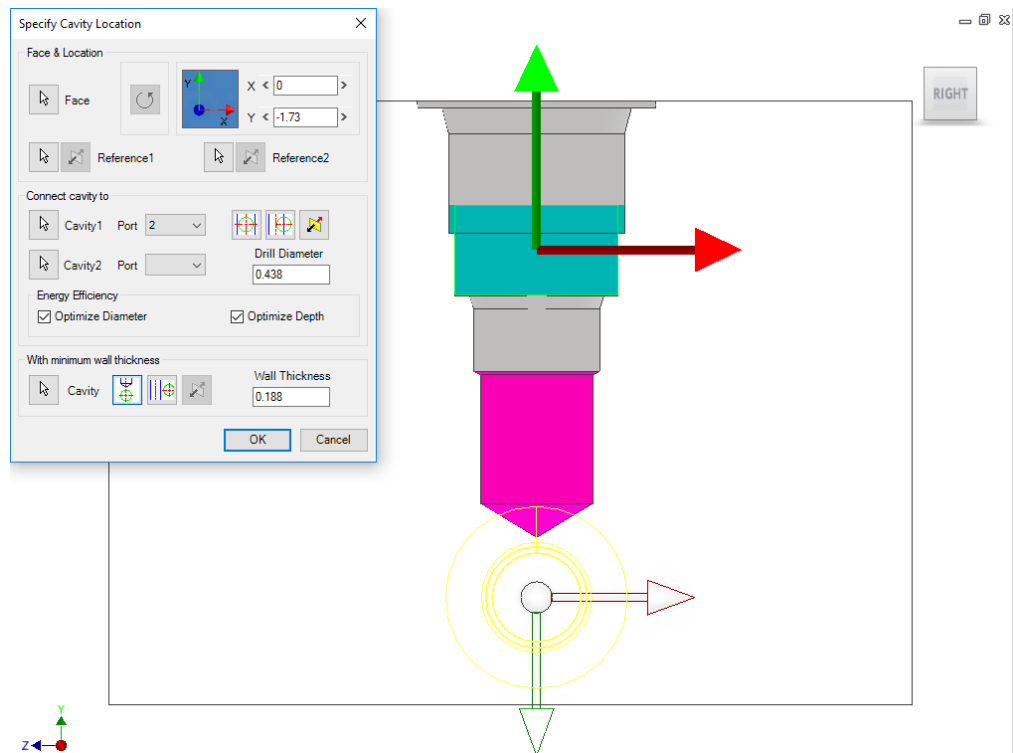 Specify Cavity Location
Face & Location
Face
Y
X
X < 0 >
Y < -1.73 >
Reference1
Reference2
Connect cavity to
Cavity1 Port 2
Cavity2 Port
Drill Diameter
0.438
Energy Efficiency
Optimize Diameter
Optimize Depth
With minimum wall thickness
Cavity
Wall Thickness
0.188
OK
Cancel
RIGHT
Y
Z